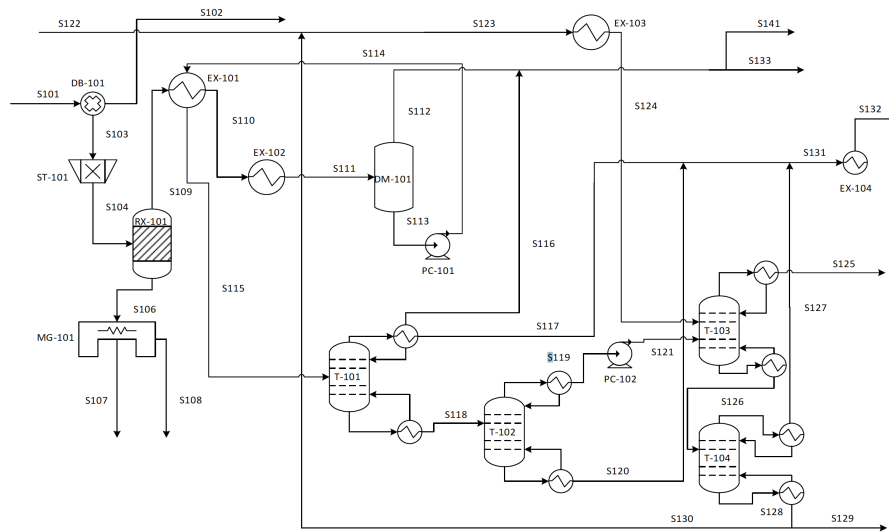 S102
S122
S123
EX-103
S141
S114
S133
DB-101
EX-101
S101
S112
S124
S132
S110
S103
EX-102
S111
S131
ST-101
S109
DM-101
EX-104
S104
RX-101
S113
S116
PC-101
S125
S115
S106
S127
MG-101
S117
T-103
S119
S121
T-101
PC-102
S107
S108
S126
S118
T-102
T-104
S120
S130
S128
S129